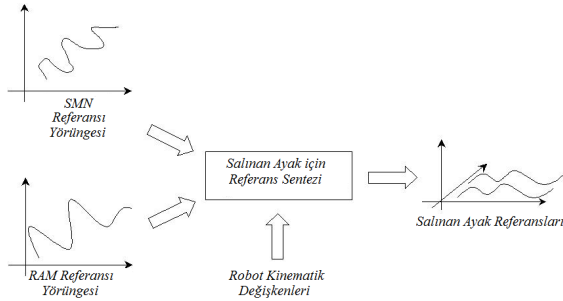 SMN
Referansı
Yörüngesi
Salınan Ayak için
Referans Sentezi
Salınan Ayak Referansları
RAM Referansı
Yörüngesi
Robot Kinematik
Değişkenleri